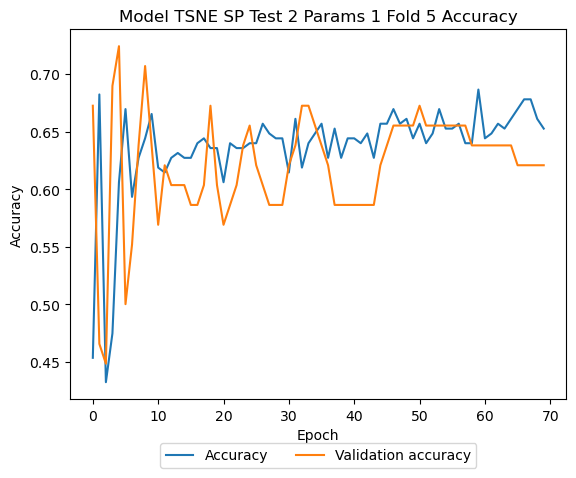 Model TSNE SP Test 2 Params 1 Fold 5 Accuracy
0.70
0.65
0.60
0.55
0.50
0.45
Accuracy
0 10 20 30 40 50 60 70
Epoch
Accuracy Validation accuracy